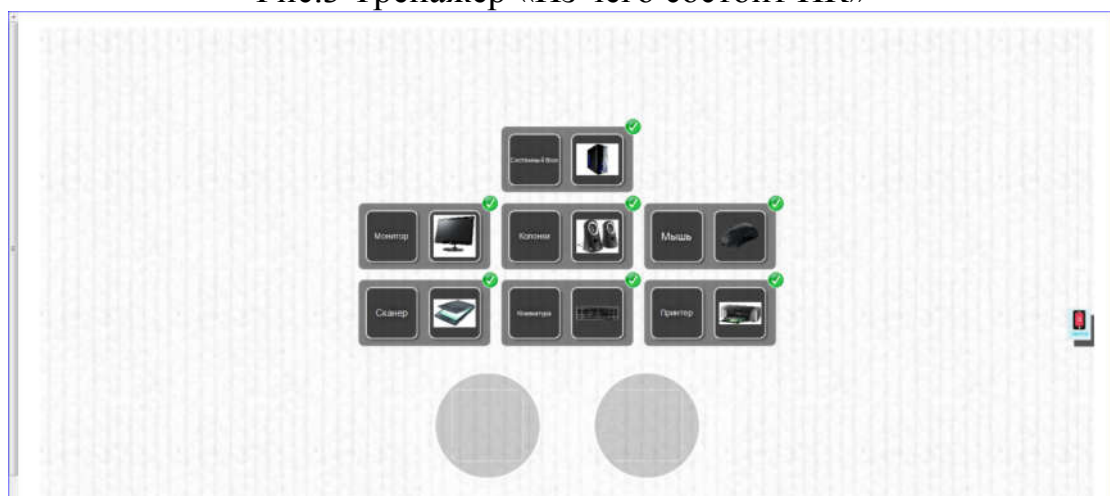 Рис.3 Тренажер «Из чего состоит ПК»
Системный блок
Монитор
Колонки
Мышь
Сканер
Клавиатура
Принтер